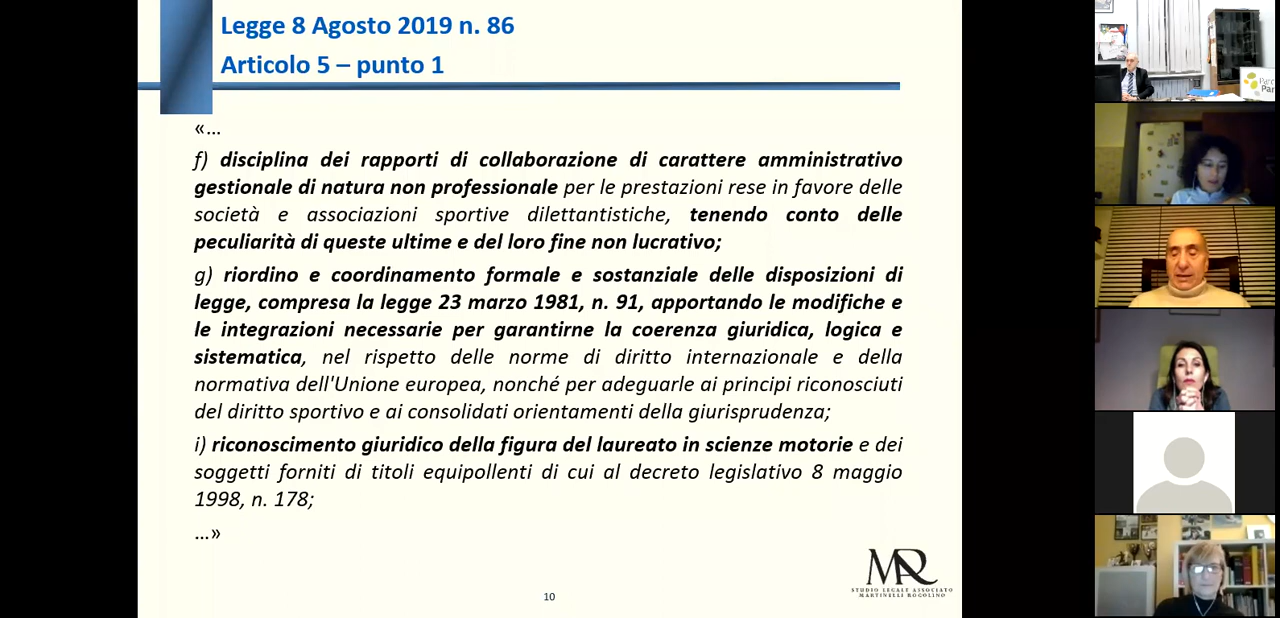 Legge 8 Agosto 2019 n. 86
Articolo 5 – punto 1
«…
f) disciplina dei rapporti di collaborazione di carattere amministrativo
gestionale di natura non professionale per le prestazioni rese in favore delle
società e associazioni sportive dilettantistiche, tenendo conto delle
peculiarità di queste ultime e del loro fine non lucrativo;
g) riordino e coordinamento formale e sostanziale delle disposizioni di
legge, compresa la legge 23 marzo 1981, n. 91, apportando le modifiche e
le integrazioni necessarie per garantirne la coerenza giuridica, logica e
sistematica, nel rispetto delle norme di diritto internazionale e della
normativa dell'Unione europea, nonché per adeguarle ai principi riconosciuti
del diritto sportivo e ai consolidati orientamenti della giurisprudenza;
i) riconoscimento giuridico della figura del laureato in scienze motorie e dei
soggetti forniti di titoli equipollenti di cui al decreto legislativo 8 maggio
1998, n. 178;
…»
MR
STUDIO LEGALE ASSOCIATO
MARTINELLI ROGOLINO
10